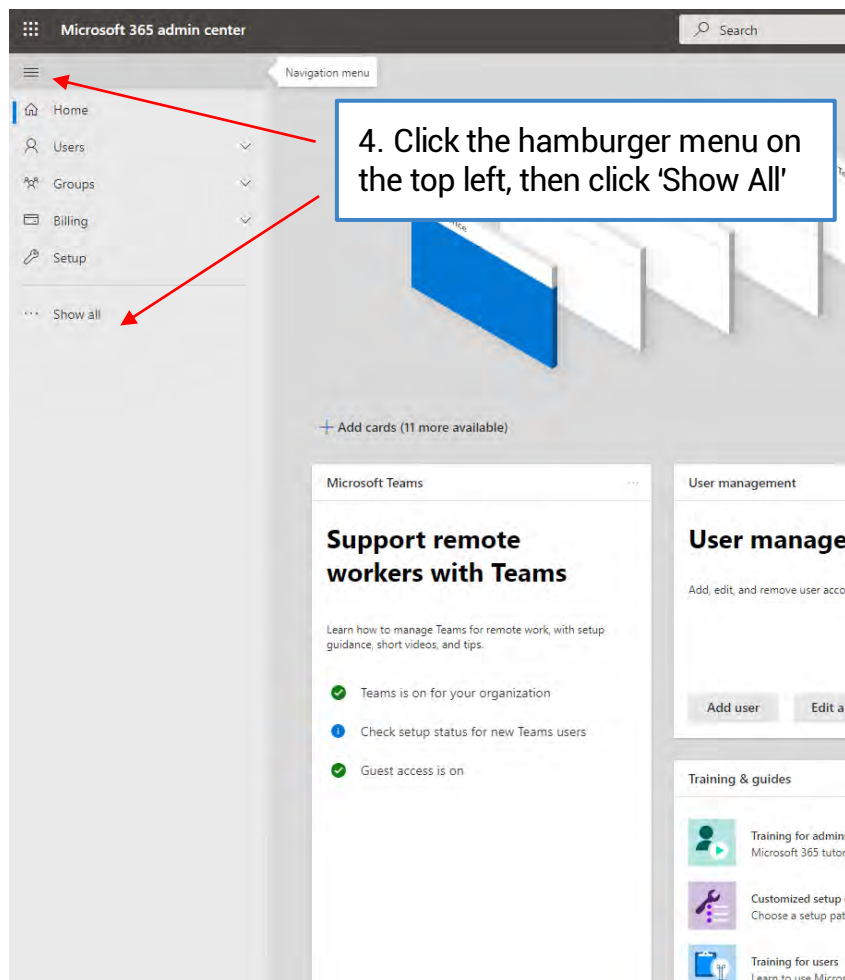 Microsoft 365 admin center
Search
Navigation menu
Home
Users
Groups
Billing
Setup
Show all
4. Click the hamburger menu on
the top left, then click ‘Show All’
Add cards (11 more available)
Microsoft Teams
Support remote
workers with Teams
Learn how to manage Teams for remote work, with setup
guidance, short videos, and tips.
Teams is on for your organization
Check setup status for new Teams users
Guest access is on
User management
User manage
Add, edit, and remove user acco
Add user
Edit a
Training & guides
Training for admins
Microsoft 365 tutor
Customized setup
Choose a setup pat
Training for users
Learn to use Micros